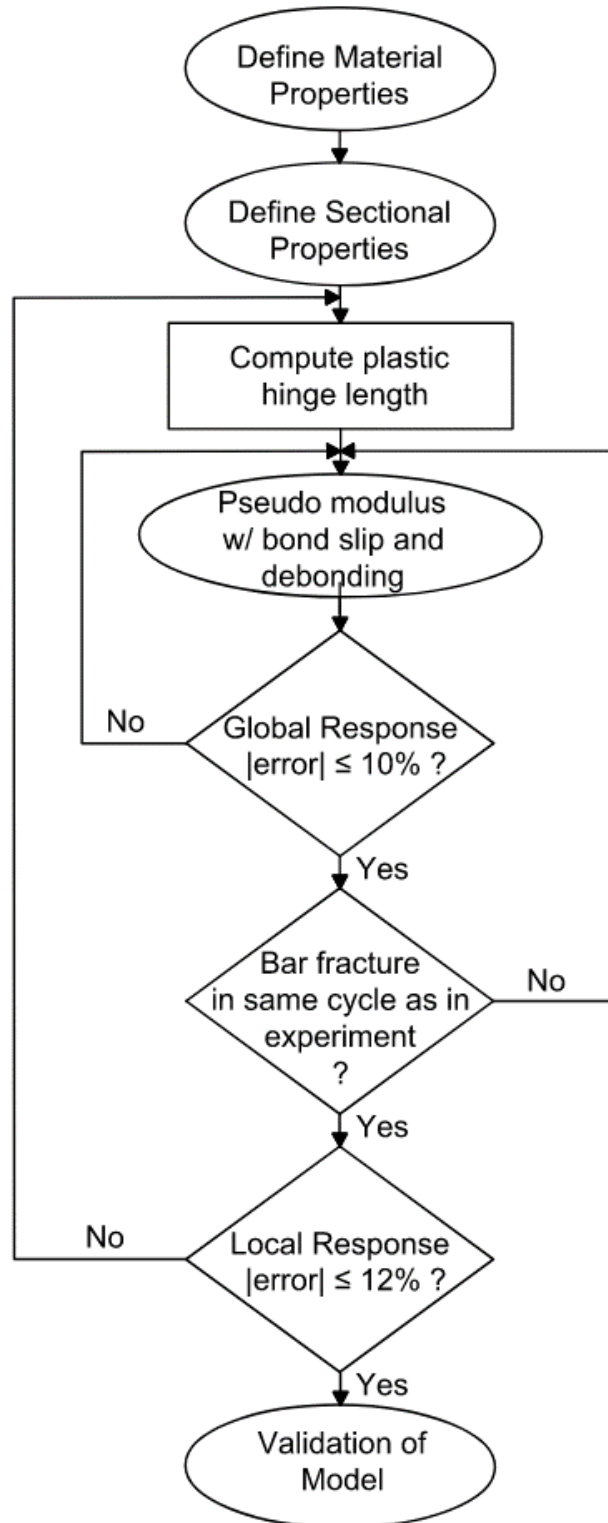 Define Material
Properties
Define Sectional
Properties
Compute plastic
hinge length
Pseudo modulus
w/ bond slip and
debonding
No
Global Response
|error| ≤ 10% ?
Yes
Bar fracture
in same cycle as in
experiment
?
No
Yes
No
Local Response
|error| ≤ 12% ?
Yes
Validation of
Model